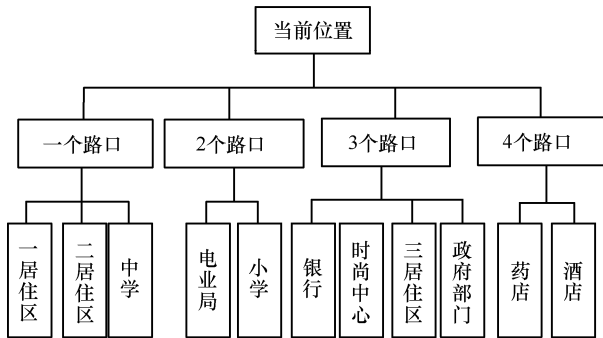 当前位置
一个路口
2个路口
3个路口
4个路口
一居住区
二居住区
中学
电业局
小学
银行
时尚中心
三居住区
政府部门
药店
酒店